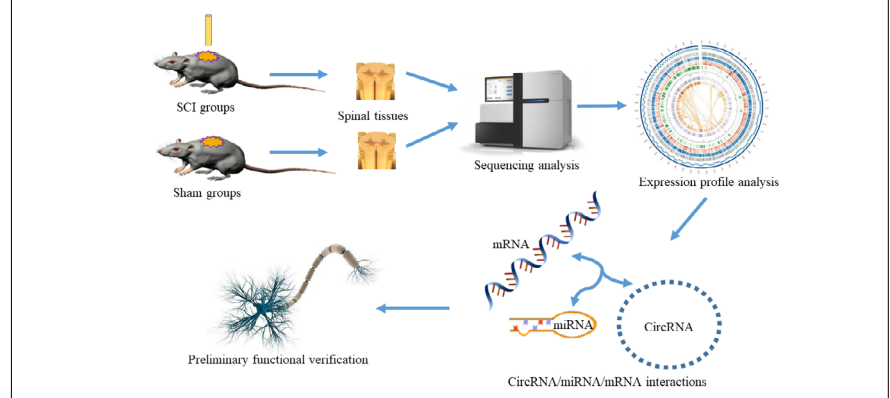 SCI groups
Spinal tissues
Sham groups
Sequencing analysis
Expression profile analysis
mRNA
miRNA
CircRNA
Preliminary functional verification
CircRNA/miRNA/mRNA interactions